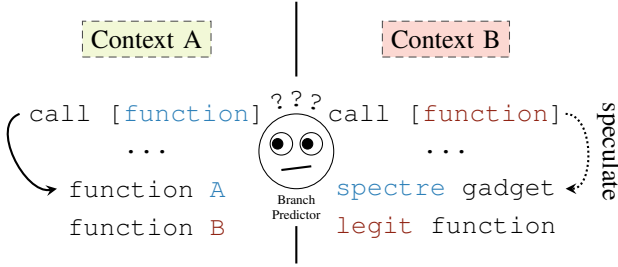 Context A
Context B
? ? ?
call [function]
call [function]
...
...
speculate
function A
spectre gadget
Branch
Predictor
function B
legit function